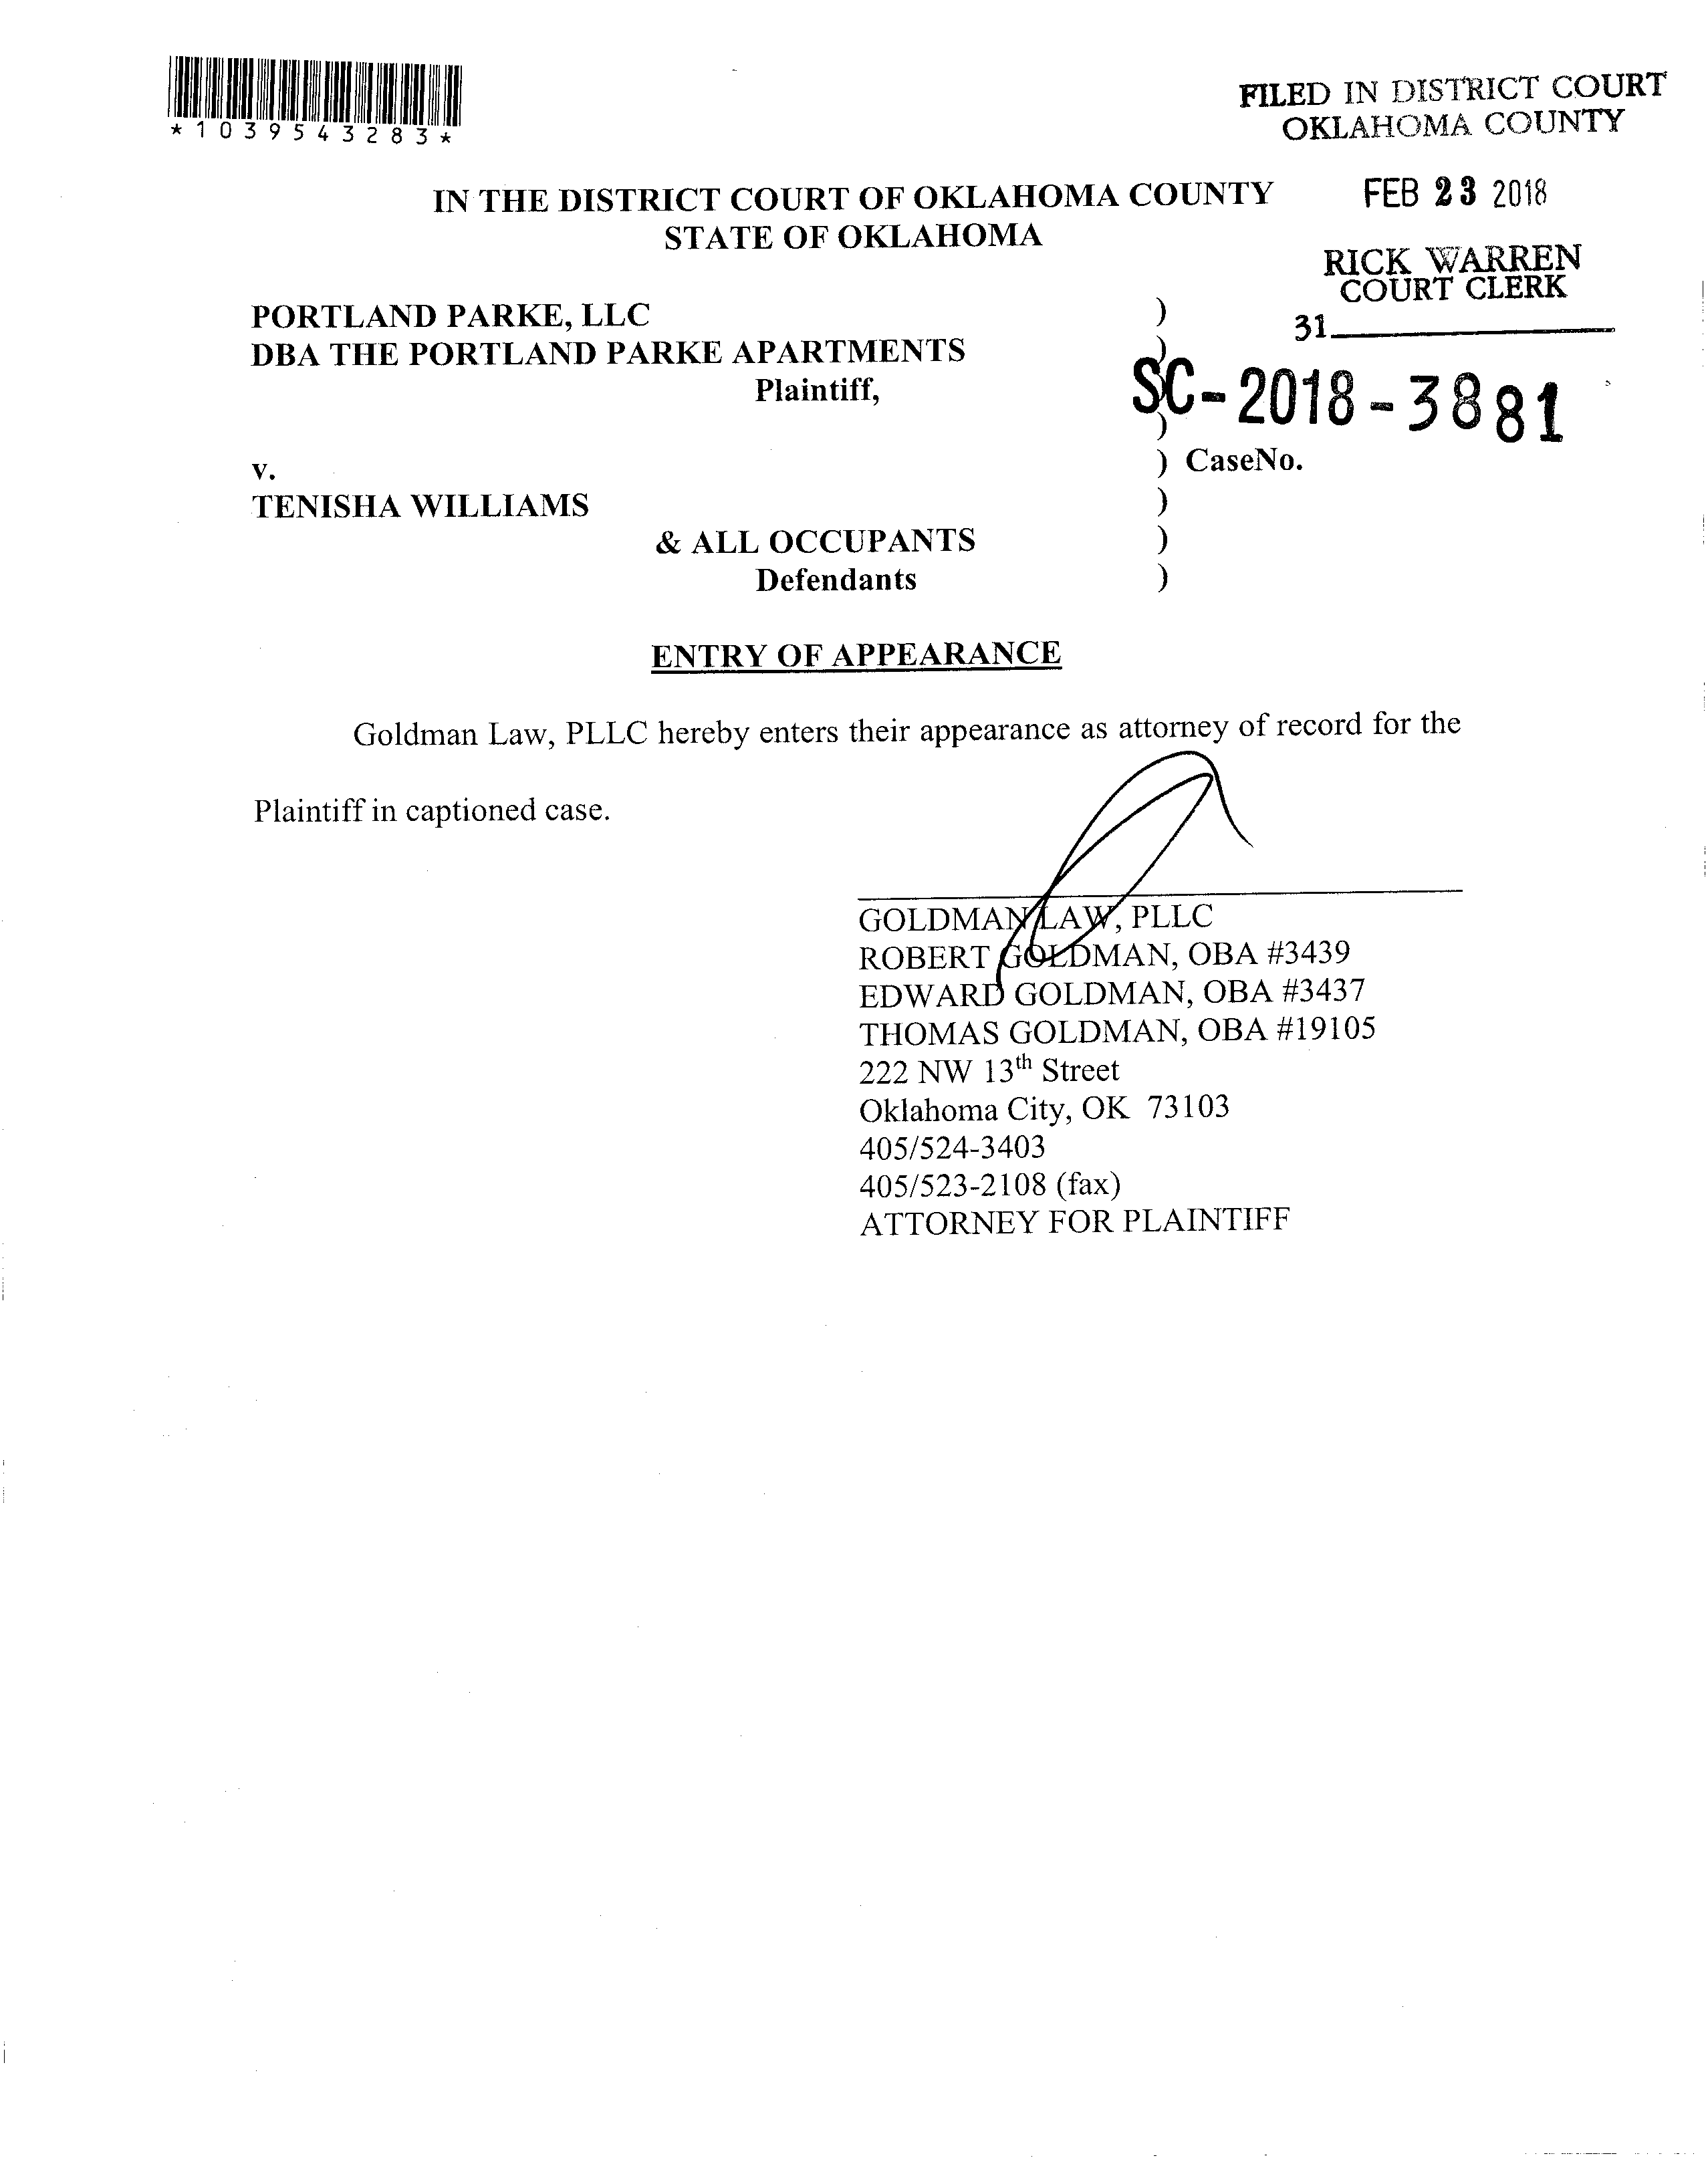 *1039543283*
FILED IN DISTRICT COURT
OKLAHOMA COUNTY
FEB 23 2018
RICK WARREN
COURT CLERK
31
IN THE DISTRICT COURT OF OKLAHOMA COUNTY
STATE OF OKLAHOMA
PORTLAND PARKE, LLC )
DBA THE PORTLAND PARKE APARTMENTS )
Plaintiff, )
SC-2018-3881
)
v. ) CaseNo.
TENISHA WILLIAMS )
& ALL OCCUPANTS )
Defendants )
ENTRY OF APPEARANCE
Goldman Law, PLLC hereby enters their appearance as attorney of record for the
Plaintiff in captioned case.
GOLDMAN LAW, PLLC
ROBERT GOLDMAN, OBA #3439
EDWARD GOLDMAN, OBA #3437
THOMAS GOLDMAN, OBA #19105
222 NW 13th Street
Oklahoma City, OK 73103
405/524-3403
405/523-2108 (fax)
ATTORNEY FOR PLAINTIFF